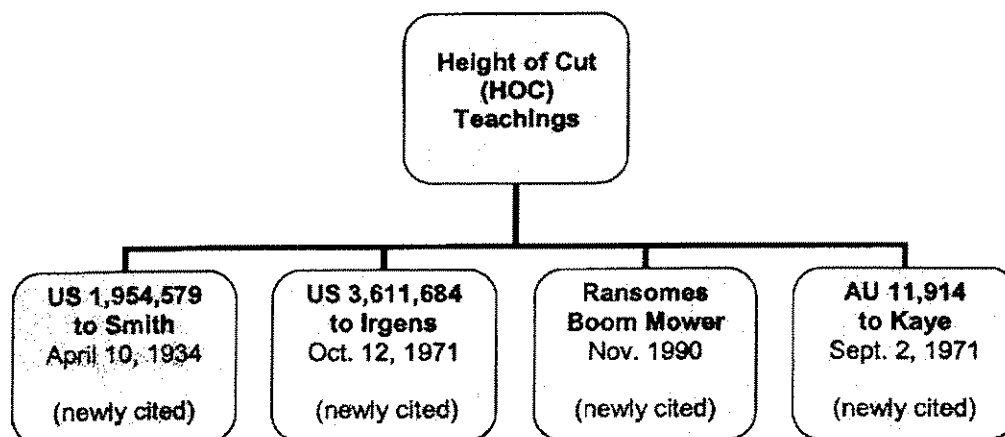 Height of Cut
(HOC)
Teachings
US 1,954,579
to Smith
April 10, 1934
(newly cited)
US 3,611,684
to Irgens
Oct. 12, 1971
(newly cited)
Ransomes
Boom Mower
Nov. 1990
(newly cited)
AU 11,914
to Kaye
Sept. 2, 1971
(newly cited)